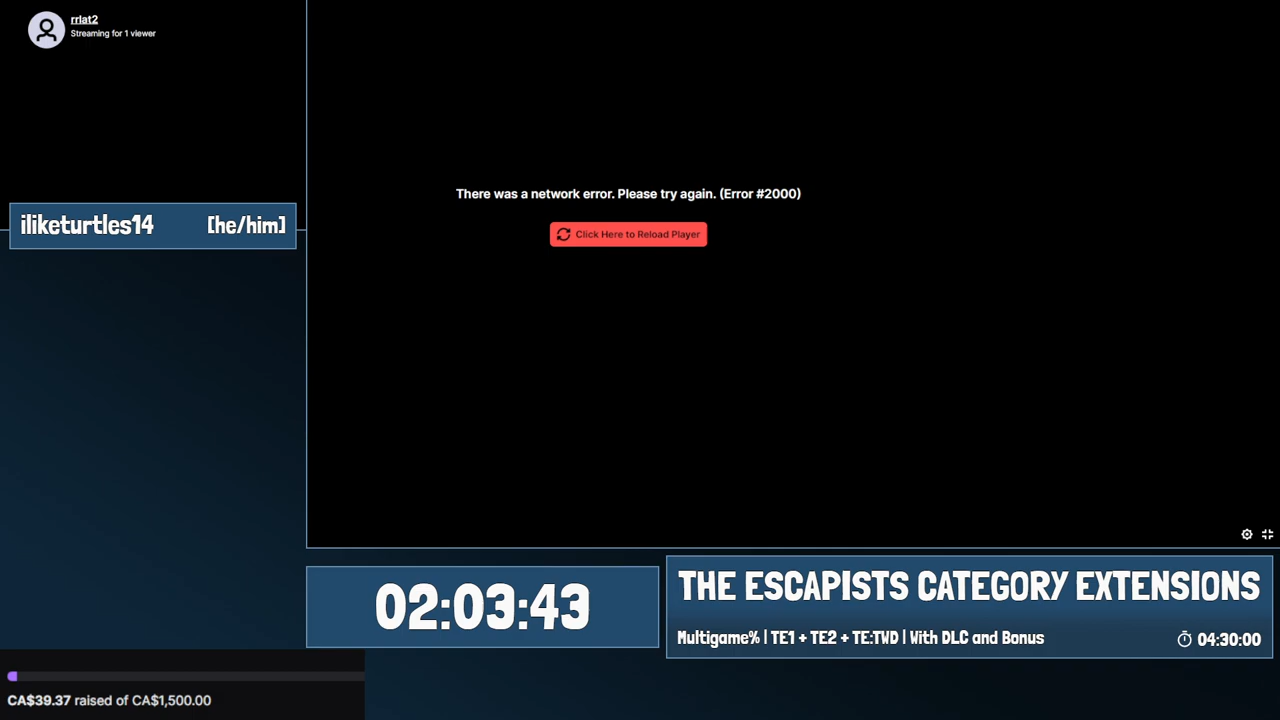 rrlat2
Streaming for 1 viewer
There was a network error. Please try again. (Error #2000)
Click Here to Reload Player
iliketurtles14 [he/him]
02:03:43
THE ESCAPISTS CATEGORY EXTENSIONS
Multigame% | TE1 + TE2 + TE:TWD | With DLC and Bonus 04:30:00
CA$39.37 raised of CA$1,500.00